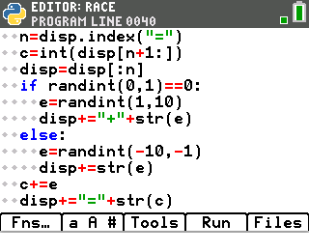 EDITOR: RACE
PROGRAM LINE 0040
n=disp.index("=")
c=int(disp[n+1:])
disp=disp[:n]
if randint(0,1)==0:
e=randint(1,10)
disp+="+"+str(e)
else:
e=randint(-10,-1)
disp+=str(e)
c+=e
disp+="="+str(c)
Fns… a A # Tools Run Files